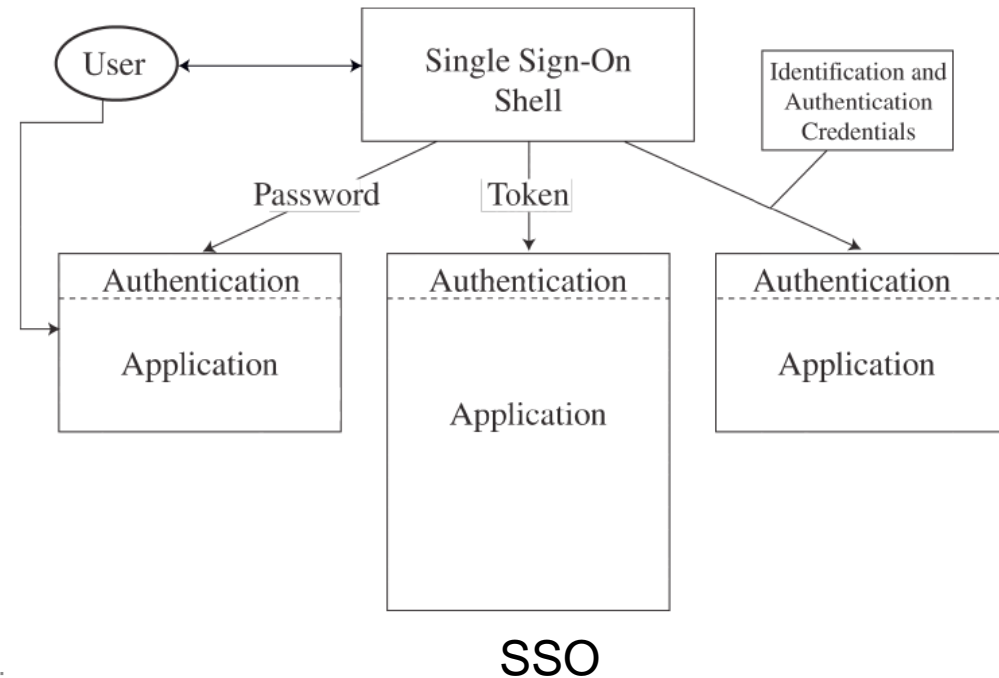 User
Single Sign-On
Shell
Identification and
Authentication
Credentials
Password
Token
Authentication
Authentication
Authentication
Application
Application
Application
SSO